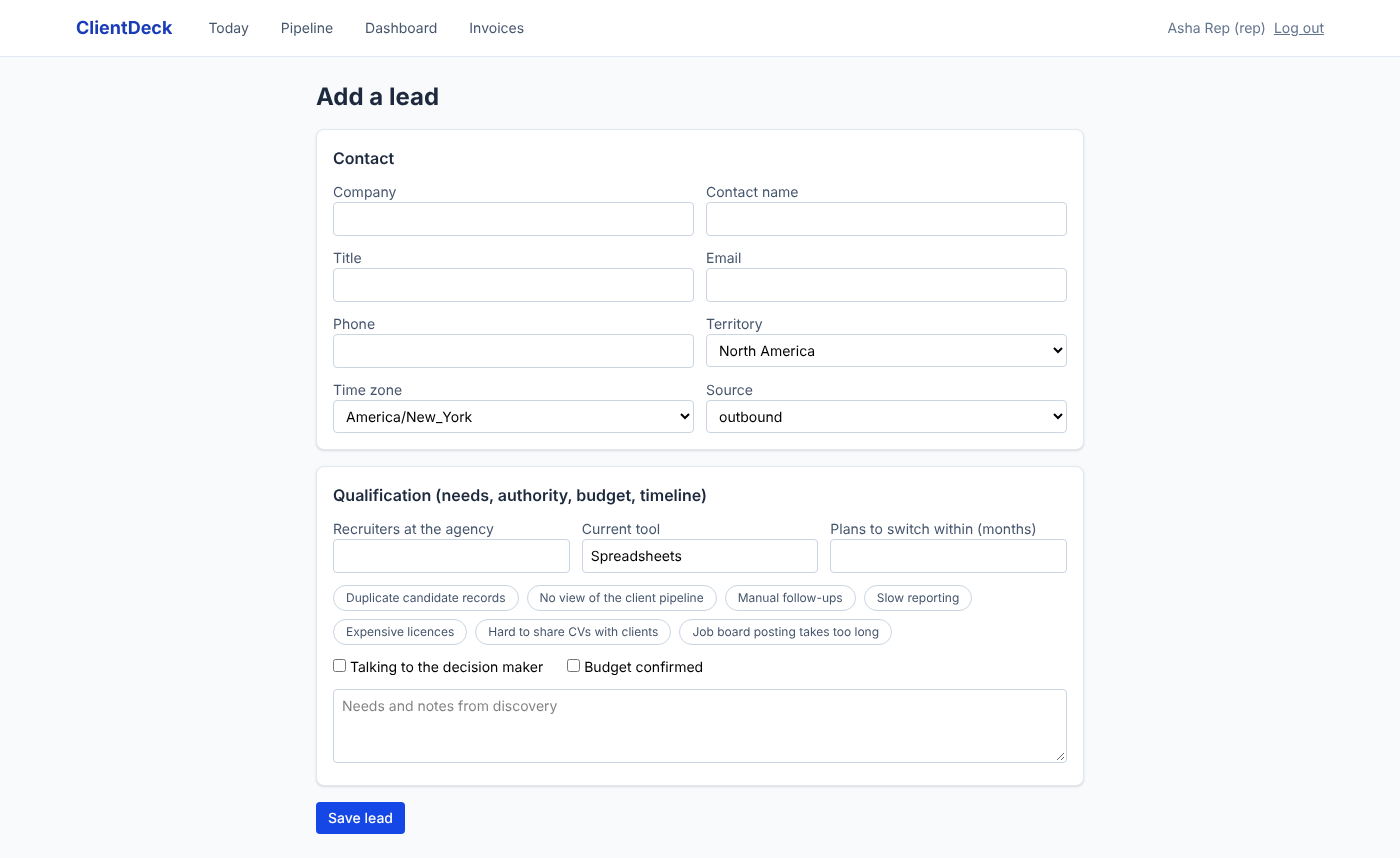 ClientDeck Today Pipeline Dashboard Invoices Asha Rep (rep) Log out
Add a lead
Contact
Company Contact name
Title Email
Phone Territory
North America
Time zone Source
America/New_York outbound
Qualification (needs, authority, budget, timeline)
Recruiters at the agency Current tool Plans to switch within (months)
Spreadsheets
Duplicate candidate records No view of the client pipeline Manual follow-ups Slow reporting
Expensive licences Hard to share CVs with clients Job board posting takes too long
Talking to the decision maker Budget confirmed
Needs and notes from discovery
Save lead